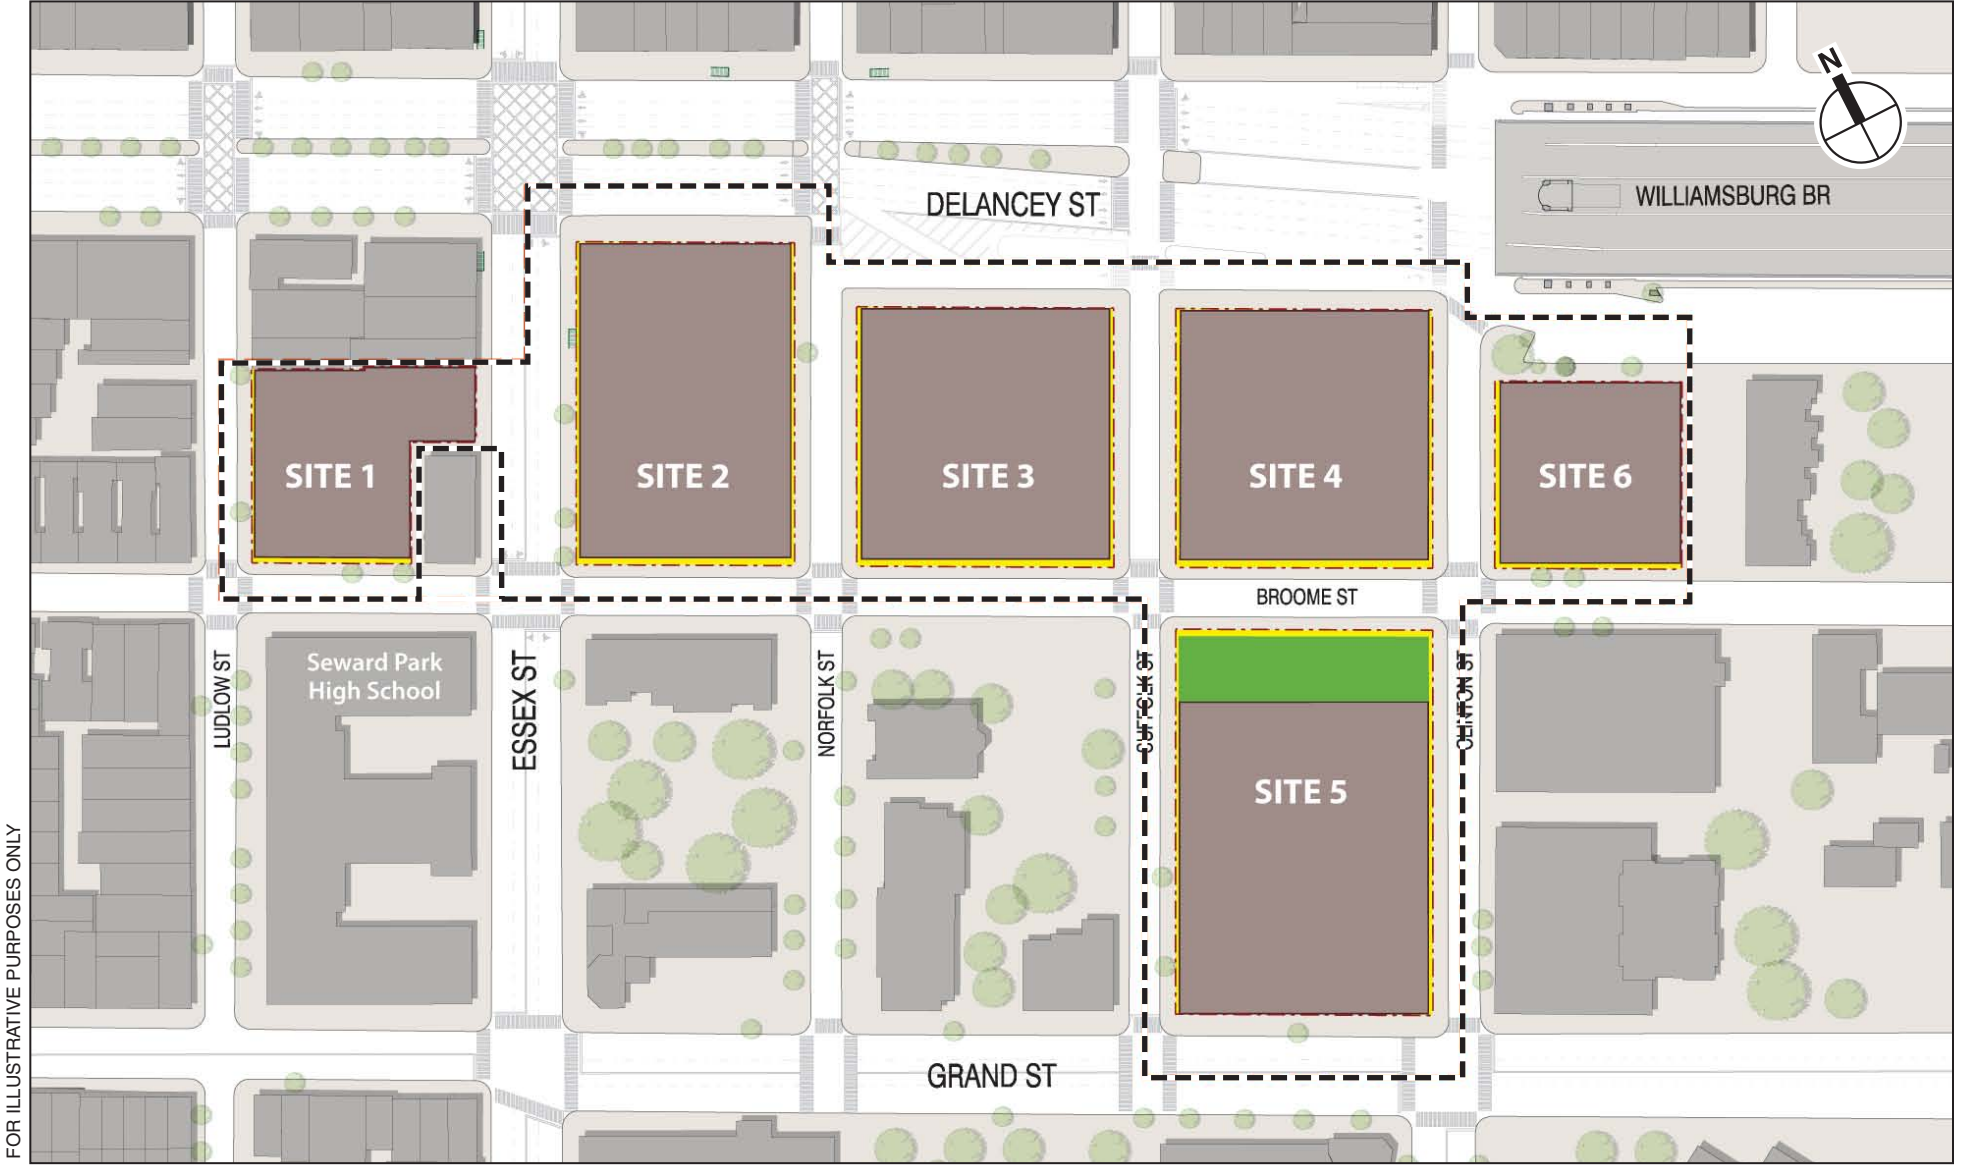 N
DELANCEY ST
WILLIAMSBURG BR
SITE 1
SITE 2
SITE 3
SITE 4
SITE 6
BROOME ST
Seward Park
High School
LUDLOW ST
ESSEX ST
NORFOLK ST
SUFFOLK ST
CLINTON ST
SITE 5
GRAND ST
FOR ILLUSTRATIVE PURPOSES ONLY